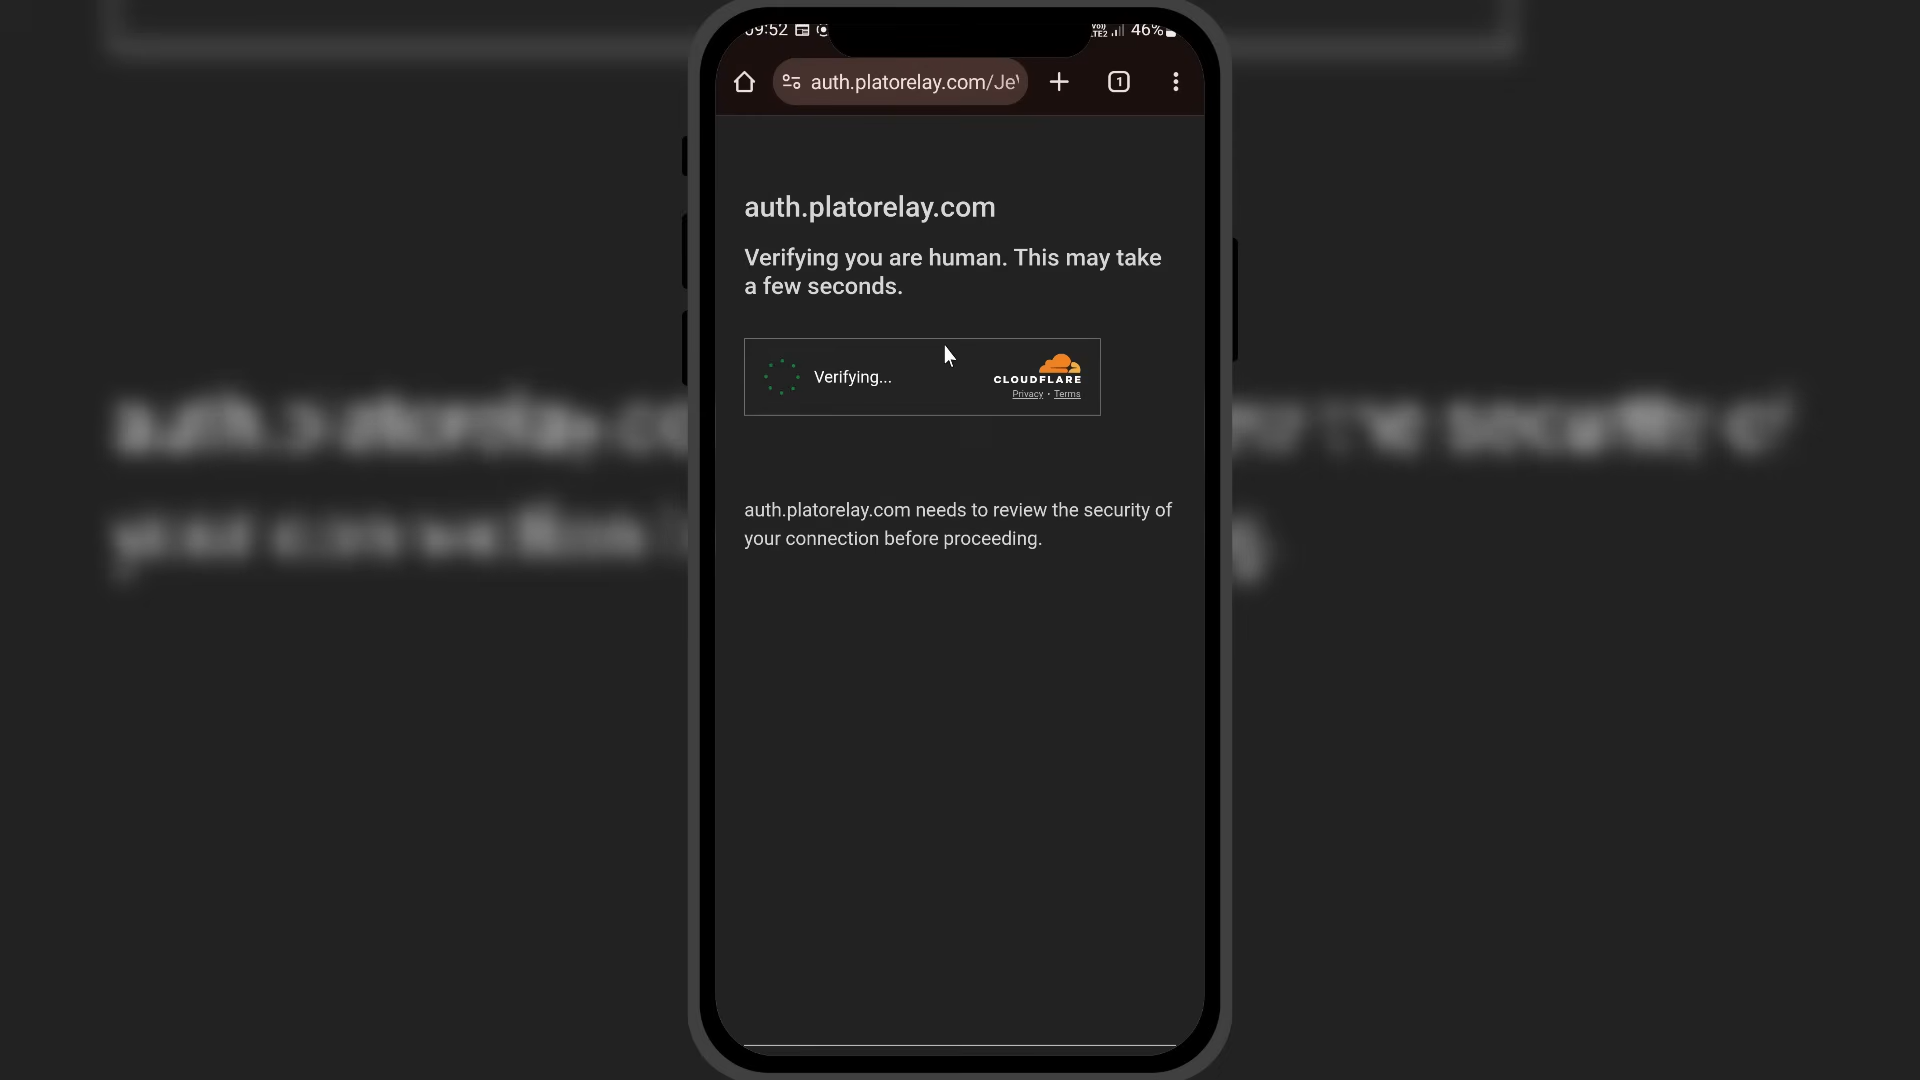 09:52
46%
auth.platorelay.com/Je
1
auth.platorelay.com
Verifying you are human. This may take
a few seconds.
Verifying...
CLOUDFLARE
Privacy • Terms
auth.platorelay.com needs to review the security of
your connection before proceeding.